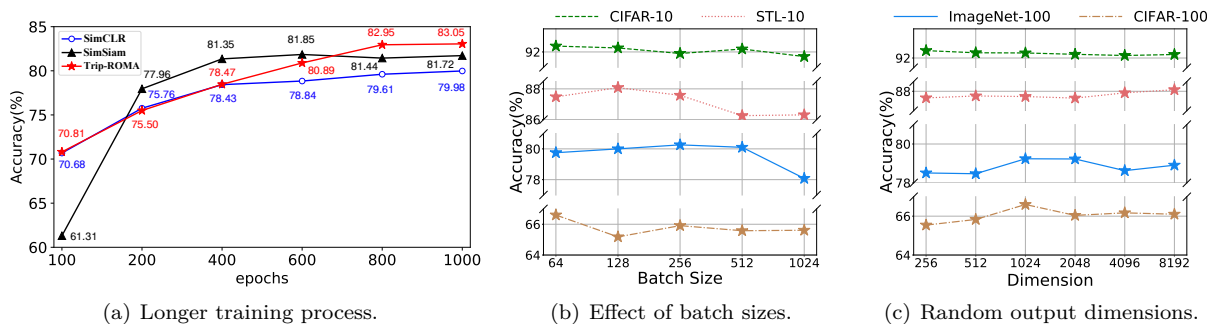 85
80
75
70
65
60
Accuracy(%)
SimCLR
SimSiam
Trip-ROMA
70.81
70.68
61.31
77.96
75.76
75.50
81.35
78.47
78.43
81.85
80.89
78.84
82.95
81.44
79.61
83.05
81.72
79.98
100 200 400 600 800 1000
epochs
(a) Longer training process.
CIFAR-10 STL-10
92
88
86
80
78
66
64
Accuracy(%)
64 128 256 512 1024
Batch Size
(b) Effect of batch sizes.
ImageNet-100 CIFAR-100
92
88
78
66
64
Accuracy(%)
256 512 1024 2048 4096 8192
Dimension
(c) Random output dimensions.